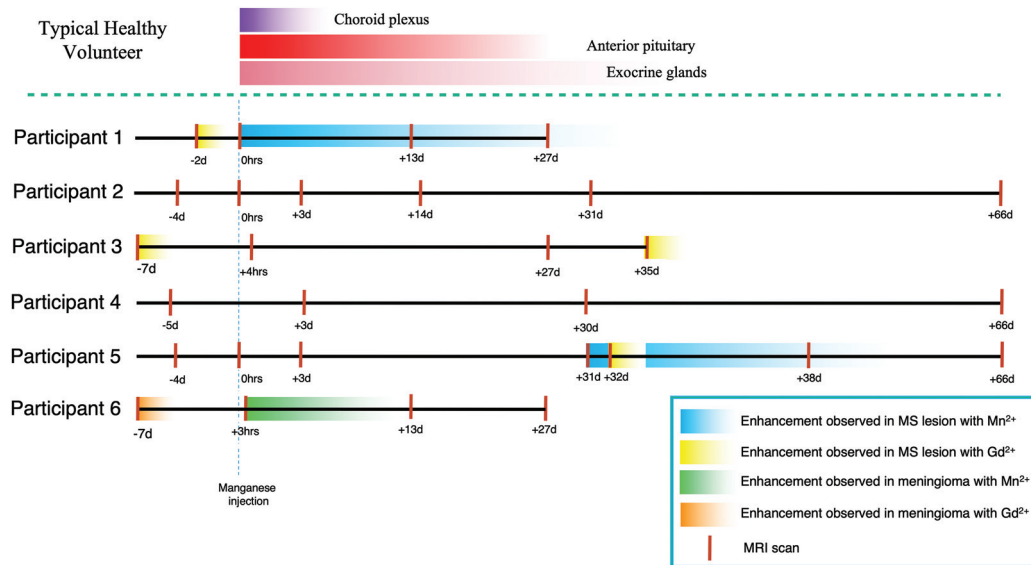 Typical Healthy
Volunteer
Choroid plexus
Anterior pituitary
Exocrine glands
Participant 1
-2d
0hrs
+13d
+27d
Participant 2
-4d
0hrs
+3d
+14d
+31d
+66d
Participant 3
-7d
+4hrs
+27d
+35d
Participant 4
-5d
+3d
+30d
+66d
Participant 5
-4d
0hrs
+3d
+31d
+32d
+38d
+66d
Participant 6
-7d
+3hrs
+13d
+27d
Manganese
injection
Enhancement observed in MS lesion with Mn²⁺
Enhancement observed in MS lesion with Gd²⁺
Enhancement observed in meningioma with Mn²⁺
Enhancement observed in meningioma with Gd²⁺
MRI scan